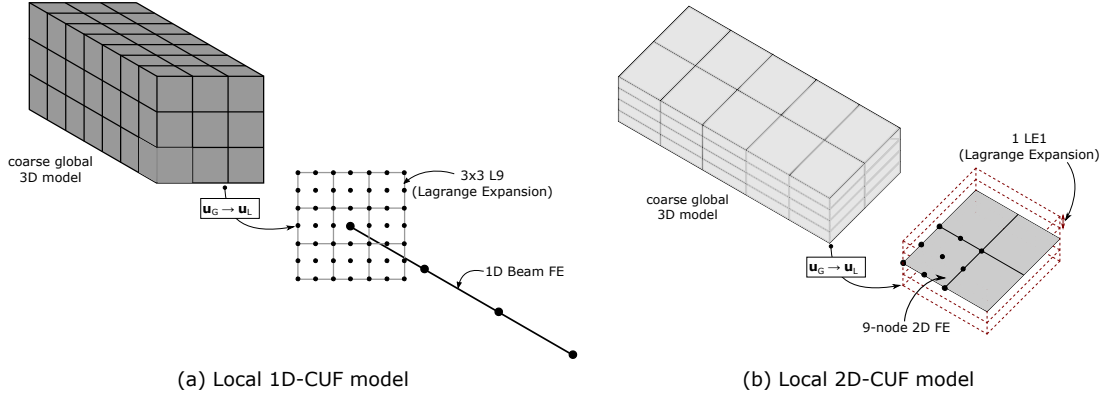 coarse global
3D model
u_G → u_L
3x3 L9
(Lagrange Expansion)
1D Beam FE
(a) Local 1D-CUF model
coarse global
3D model
u_G → u_L
1 LE1
(Lagrange Expansion)
9-node 2D FE
(b) Local 2D-CUF model